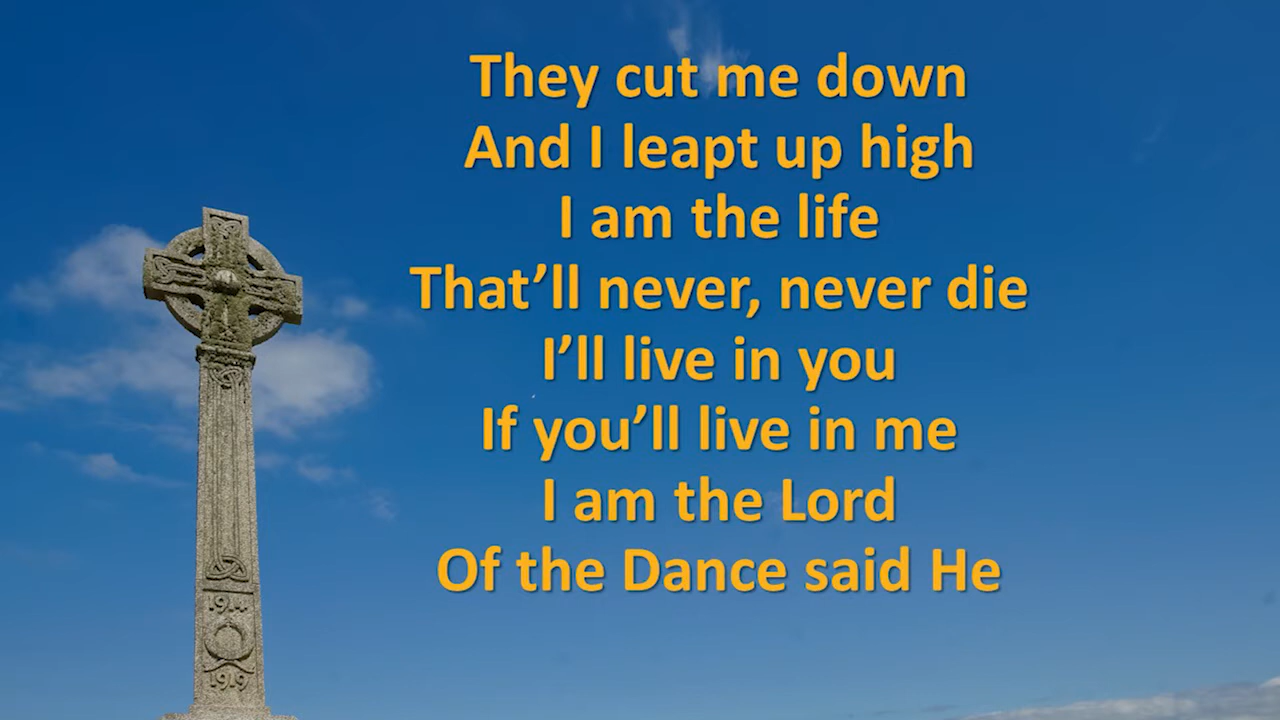 They cut me down
And I leapt up high
I am the life
That’ll never, never die
I’ll live in you
If you’ll live in me
I am the Lord
Of the Dance said He
1919